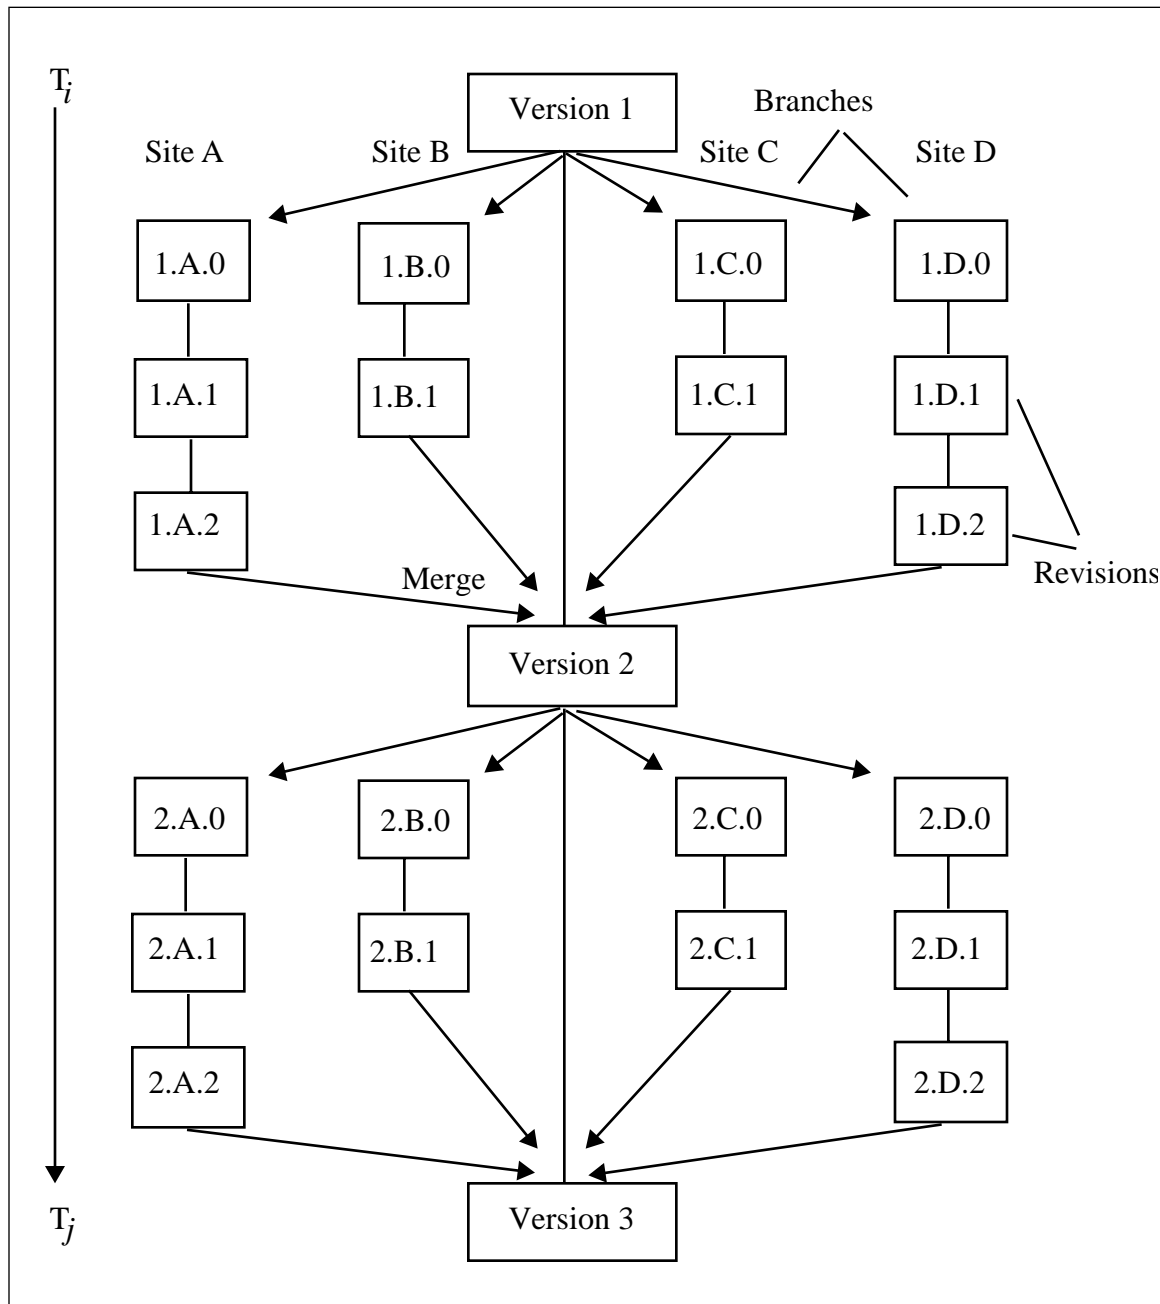 T_i
Version 1
Branches
Site A
Site B
Site C
Site D
1.A.0
1.B.0
1.C.0
1.D.0
1.A.1
1.B.1
1.C.1
1.D.1
1.A.2
1.D.2
Merge
Revisions
Version 2
2.A.0
2.B.0
2.C.0
2.D.0
2.A.1
2.B.1
2.C.1
2.D.1
2.A.2
2.D.2
T_j
Version 3